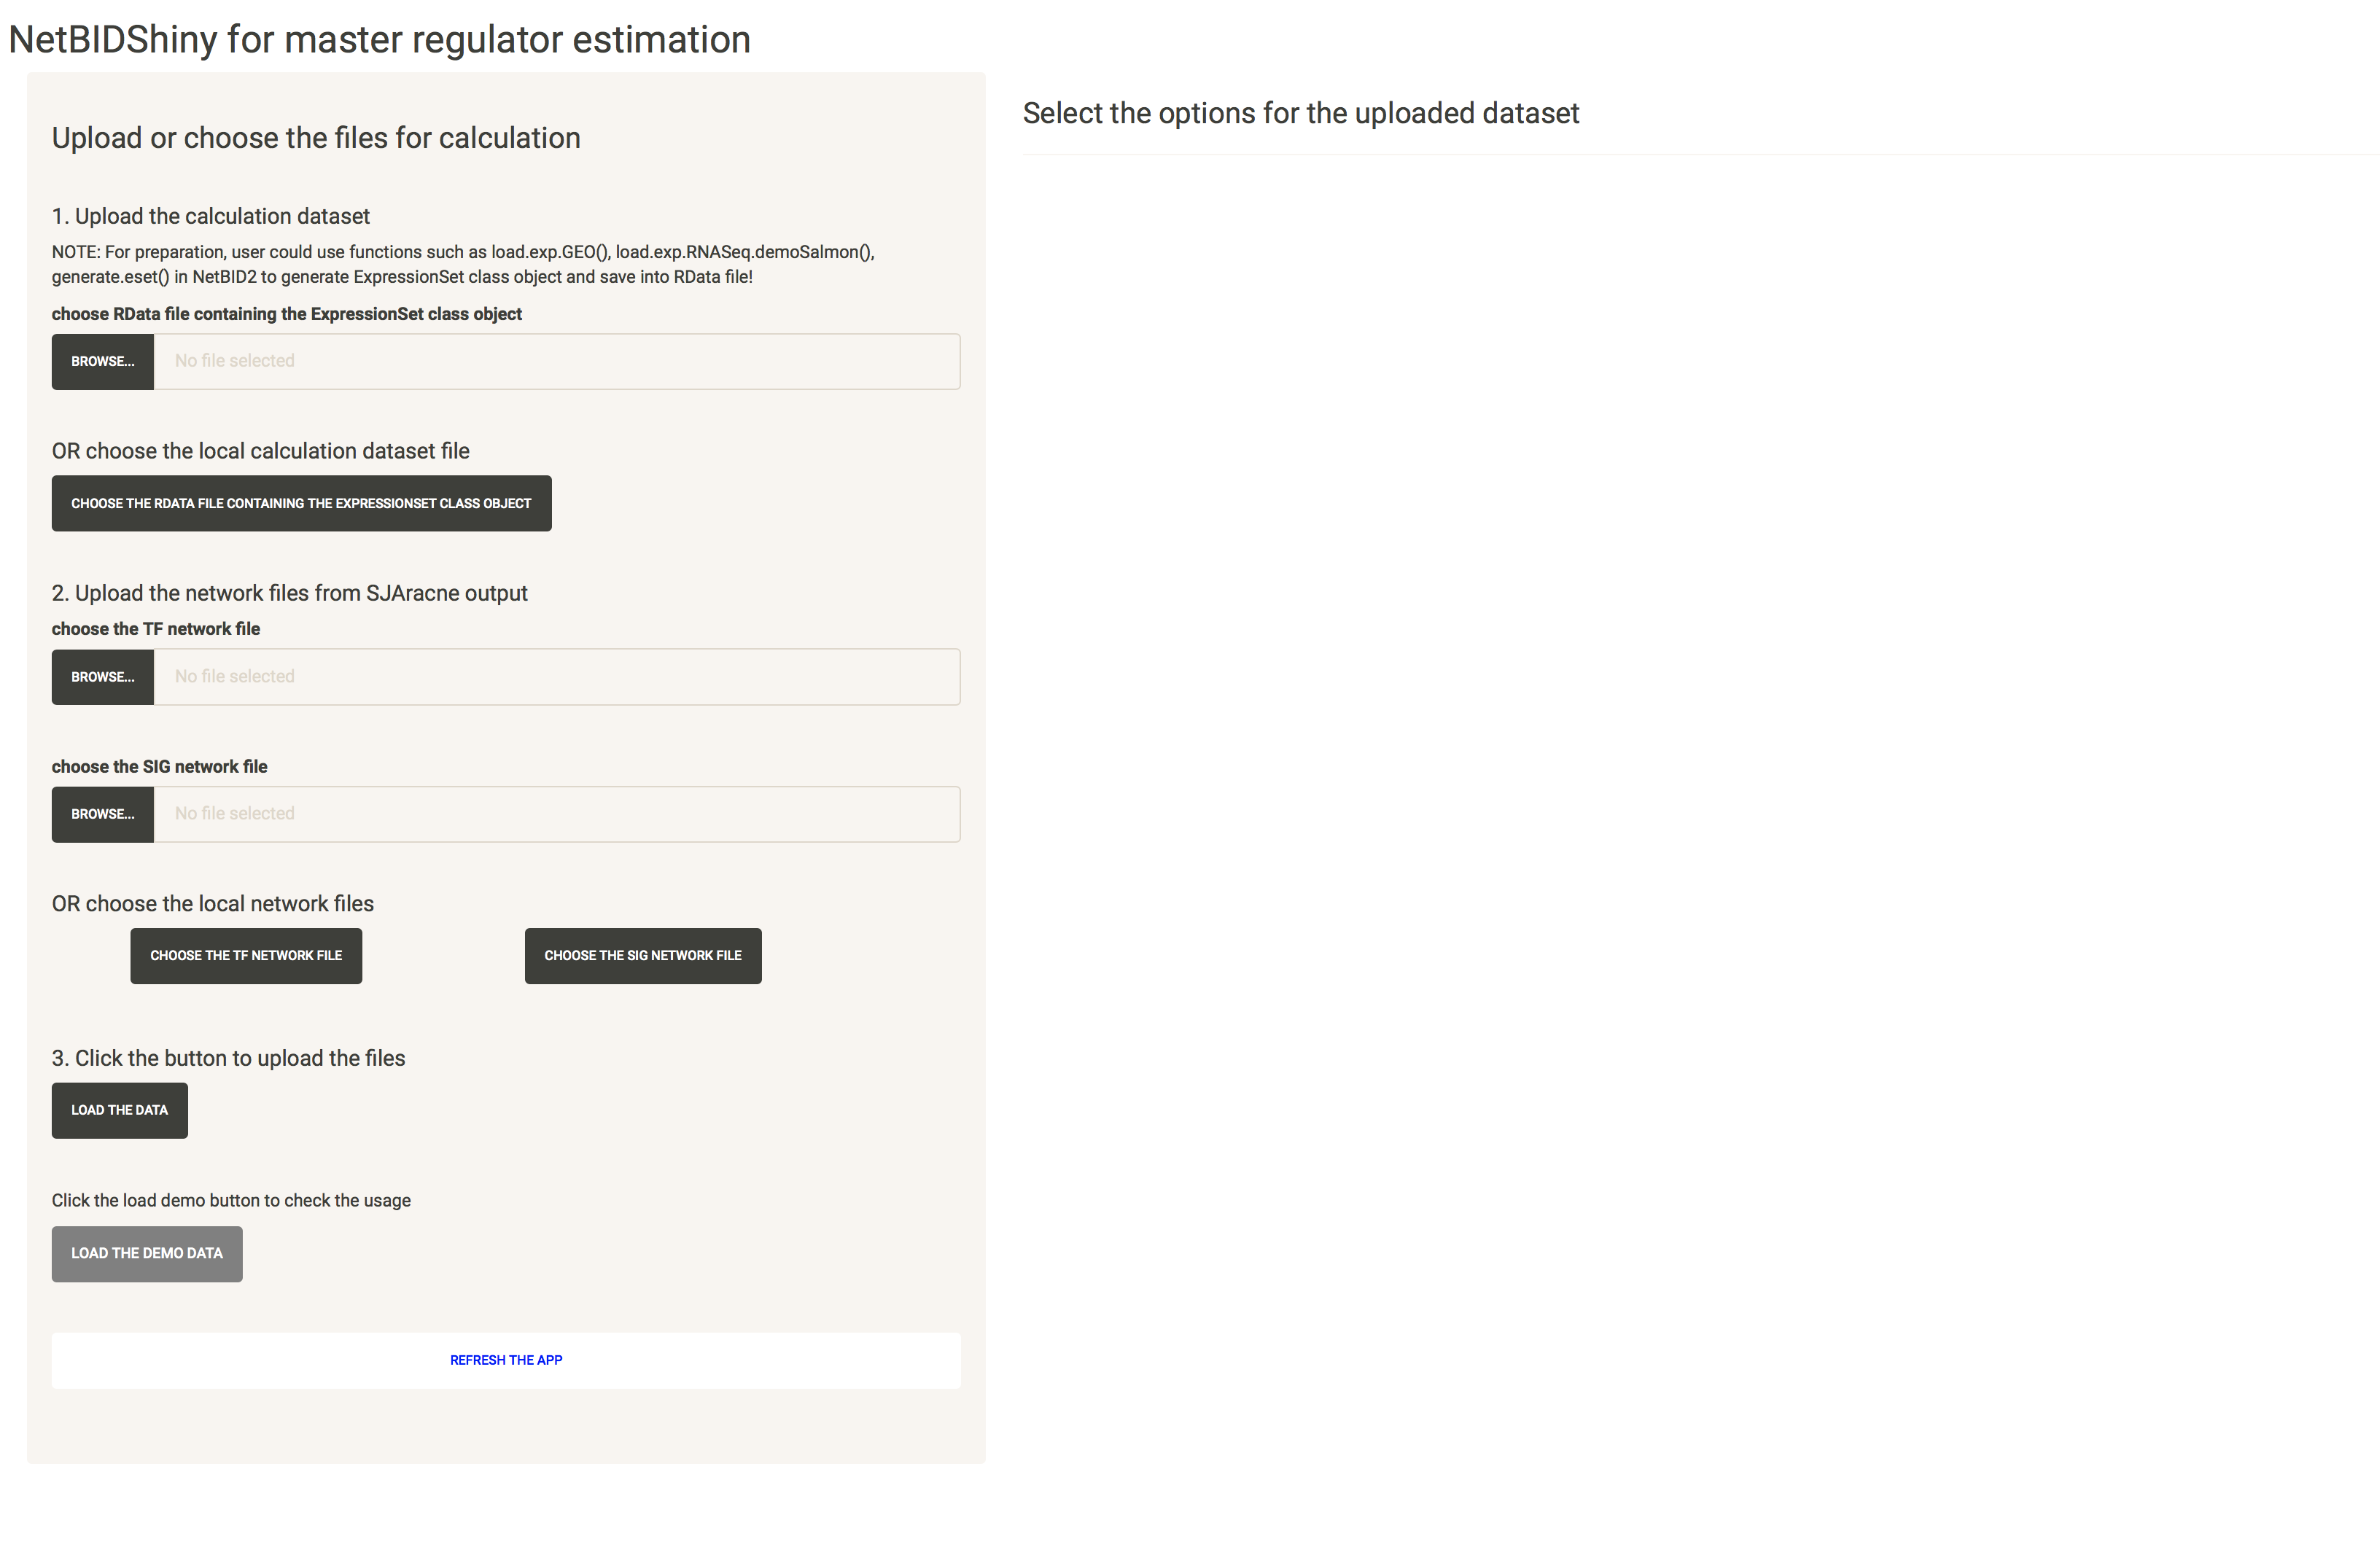 NetBIDShiny for master regulator estimation
Upload or choose the files for calculation
1. Upload the calculation dataset
NOTE: For preparation, user could use functions such as load.exp.GEO(), load.exp.RNASeq.demoSalmon(),
generate.eset() in NetBID2 to generate ExpressionSet class object and save into RData file!
choose RData file containing the ExpressionSet class object
BROWSE... No file selected
OR choose the local calculation dataset file
CHOOSE THE RDATA FILE CONTAINING THE EXPRESSIONSET CLASS OBJECT
2. Upload the network files from SJAracne output
choose the TF network file
BROWSE... No file selected
choose the SIG network file
BROWSE... No file selected
OR choose the local network files
CHOOSE THE TF NETWORK FILE CHOOSE THE SIG NETWORK FILE
3. Click the button to upload the files
LOAD THE DATA
Click the load demo button to check the usage
LOAD THE DEMO DATA
REFRESH THE APP
Select the options for the uploaded dataset